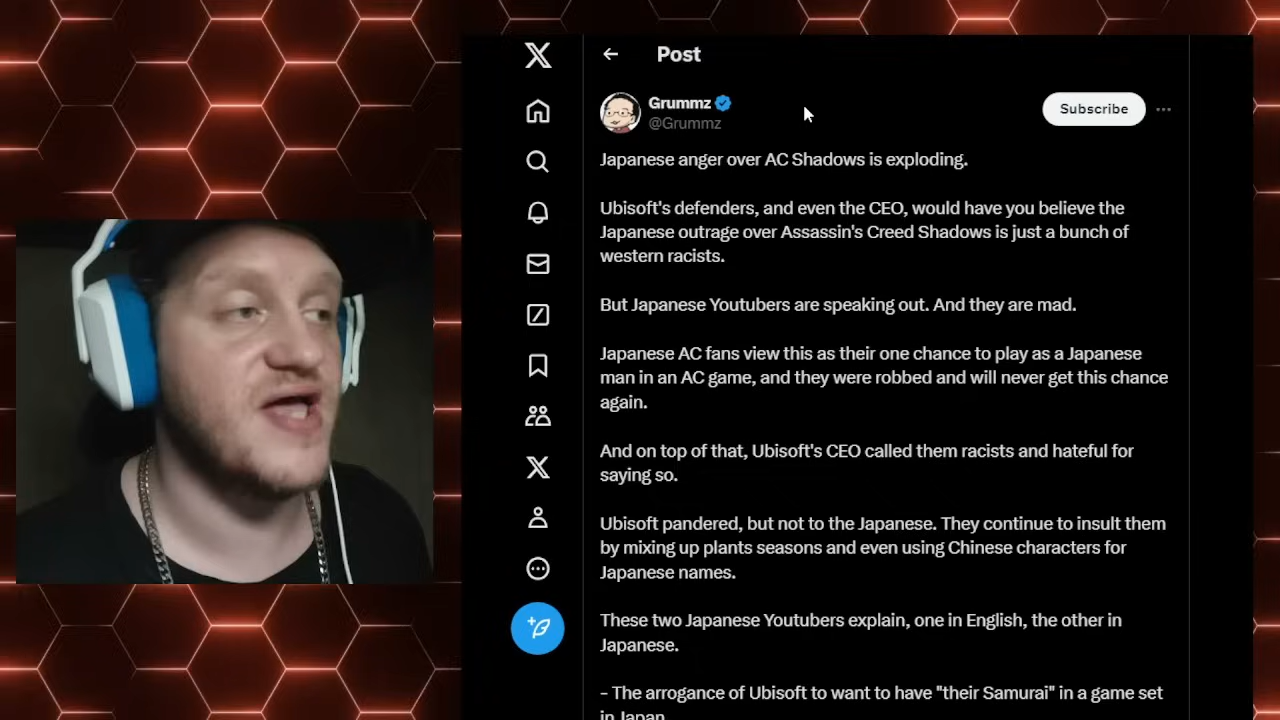 Post
Grummz
@Grummz
Subscribe
Japanese anger over AC Shadows is exploding.
Ubisoft's defenders, and even the CEO, would have you believe the
Japanese outrage over Assassin's Creed Shadows is just a bunch of
western racists.
But Japanese Youtubers are speaking out. And they are mad.
Japanese AC fans view this as their one chance to play as a Japanese
man in an AC game, and they were robbed and will never get this chance
again.
And on top of that, Ubisoft's CEO called them racists and hateful for
saying so.
Ubisoft pandered, but not to the Japanese. They continue to insult them
by mixing up plants seasons and even using Chinese characters for
Japanese names.
These two Japanese Youtubers explain, one in English, the other in
Japanese.
- The arrogance of Ubisoft to want to have "their Samurai" in a game set
in Japan